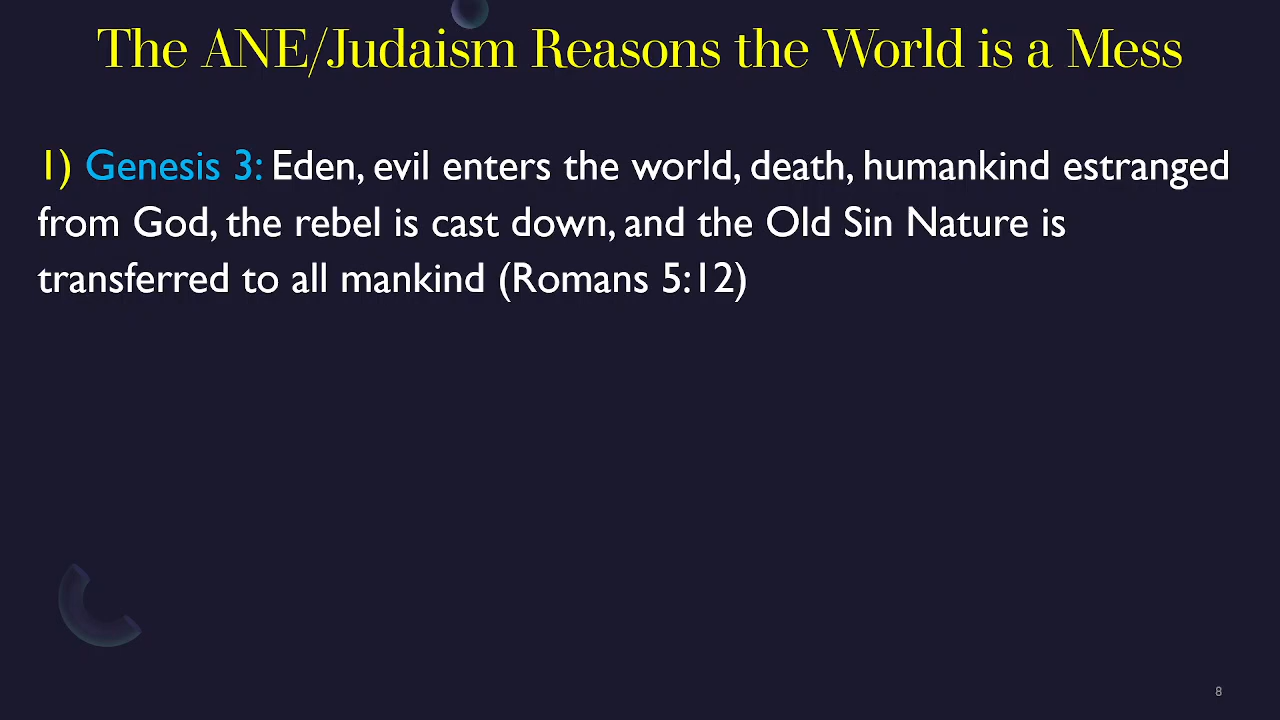 The ANE/Judaism Reasons the World is a Mess
1) Genesis 3: Eden, evil enters the world, death, humankind estranged
from God, the rebel is cast down, and the Old Sin Nature is
transferred to all mankind (Romans 5:12)
8